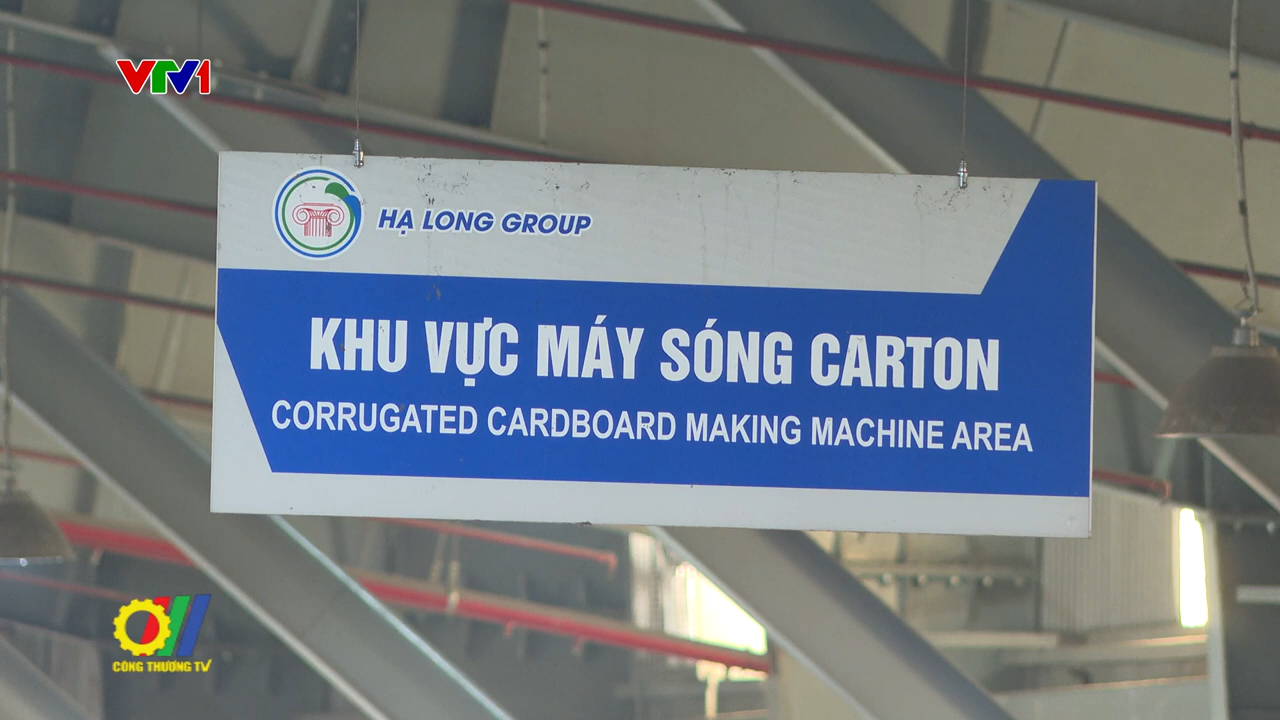 VTV1
HẠ LONG GROUP
KHU VỰC MÁY SÓNG CARTON
CORRUGATED CARDBOARD MAKING MACHINE AREA
CÔNG THƯƠNG TV